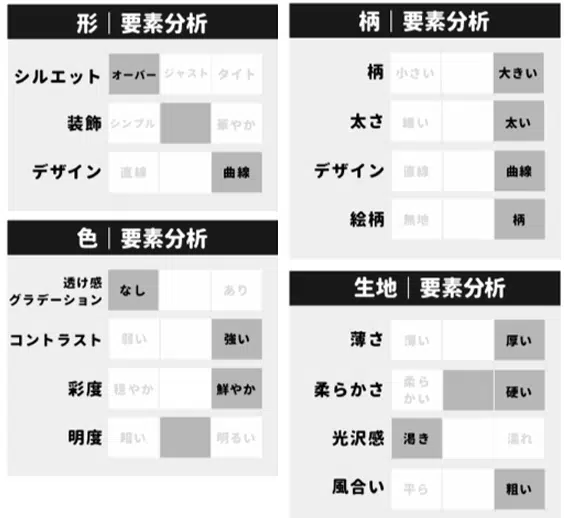 形｜要素分析
シルエット オーバー ジャスト タイト
装飾 シンプル 華やか
デザイン 直線 曲線
色｜要素分析
透け感
グラデーション なし あり
コントラスト 弱い 強い
彩度 穏やか 鮮やか
明度 暗い 明るい
柄｜要素分析
柄 小さい 大きい
太さ 細い 太い
デザイン 直線 曲線
絵柄 無地 柄
生地｜要素分析
薄さ 薄い 厚い
柔らかさ 柔ら
かい 硬い
光沢感 渇き 濡れ
風合い 平ら 粗い